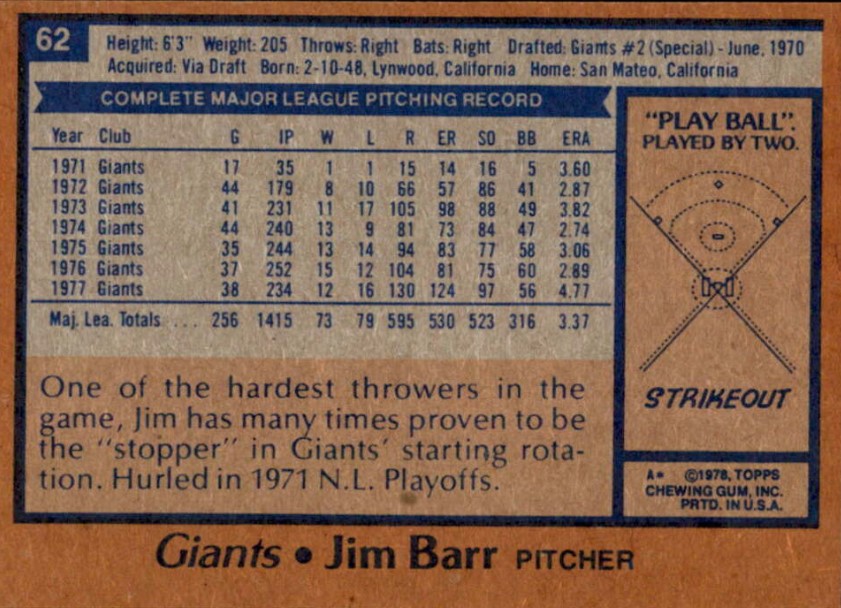 62
Height: 6'3" Weight: 205 Throws: Right Bats: Right Drafted: Giants #2 (Special) - June, 1970
Acquired: Via Draft Born: 2-10-48, Lynwood, California Home: San Mateo, California
COMPLETE MAJOR LEAGUE PITCHING RECORD
Year Club G IP W L R ER SO BB ERA
1971 Giants 17 35 1 1 15 14 16 5 3.60
1972 Giants 44 179 8 10 66 57 86 41 2.87
1973 Giants 41 231 11 17 105 98 88 49 3.82
1974 Giants 44 240 13 9 81 73 84 47 2.74
1975 Giants 35 244 13 14 94 83 77 58 3.06
1976 Giants 37 252 15 12 104 81 75 60 2.89
1977 Giants 38 234 12 16 130 124 97 56 4.77
Maj. Lea. Totals ... 256 1415 73 79 595 530 523 316 3.37
One of the hardest throwers in the
game, Jim has many times proven to be
the "stopper" in Giants' starting rota-
tion. Hurled in 1971 N.L. Playoffs.
"PLAY BALL".
PLAYED BY TWO.
STRIKEOUT
A* ©1978, TOPPS
CHEWING GUM, INC.
PRTD. IN U.S.A.
Giants • Jim Barr PITCHER